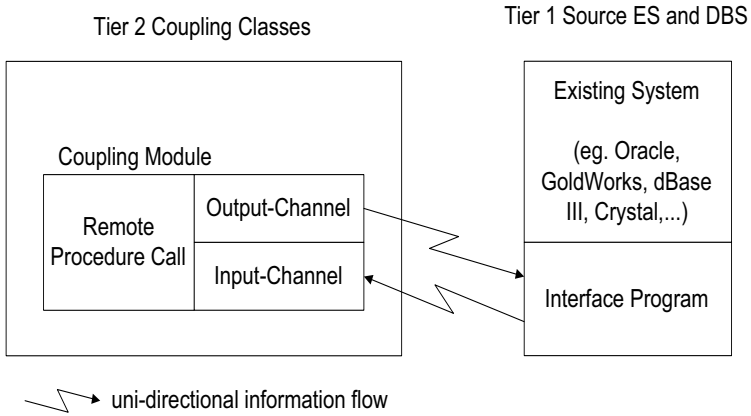 Tier 2 Coupling Classes
Tier 1 Source ES and DBS
Coupling Module
Remote
Procedure Call
Output-Channel
Input-Channel
Existing System
(eg. Oracle,
GoldWorks, dBase
III, Crystal,...)
Interface Program
uni-directional information flow